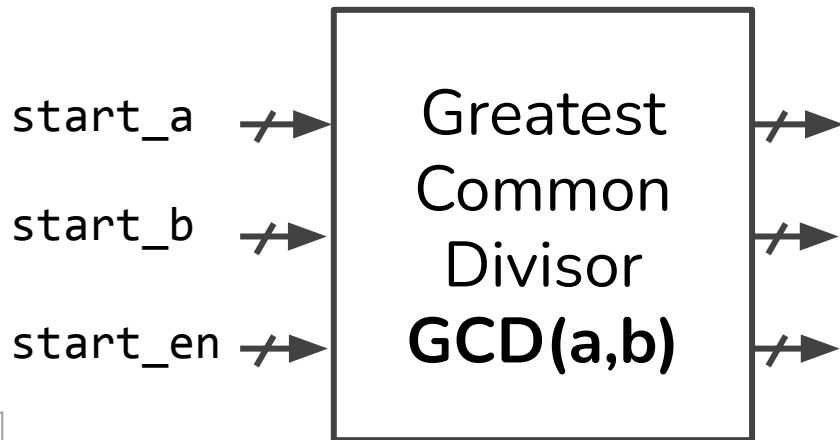 start_a
start_b
start_en
Greatest
Common
Divisor
GCD(a,b)